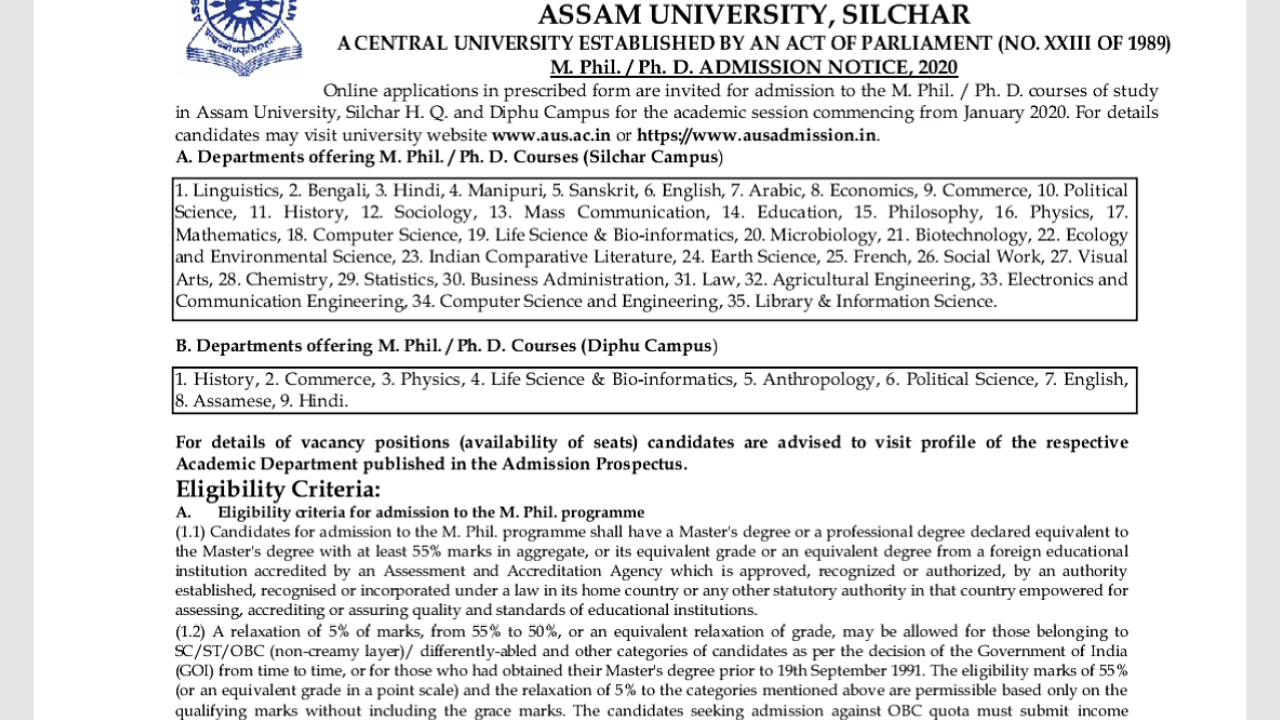 ASSAM UNIVERSITY, SILCHAR
A CENTRAL UNIVERSITY ESTABLISHED BY AN ACT OF PARLIAMENT (NO. XXIII OF 1989)
M. Phil. / Ph. D. ADMISSION NOTICE, 2020
Online applications in prescribed form are invited for admission to the M. Phil. / Ph. D. courses of study
in Assam University, Silchar H. Q. and Diphu Campus for the academic session commencing from January 2020. For details
candidates may visit university website www.aus.ac.in or https://www.ausadmission.in.
A. Departments offering M. Phil. / Ph. D. Courses (Silchar Campus)
1. Linguistics, 2. Bengali, 3. Hindi, 4. Manipuri, 5. Sanskrit, 6. English, 7. Arabic, 8. Economics, 9. Commerce, 10. Political
Science, 11. History, 12. Sociology, 13. Mass Communication, 14. Education, 15. Philosophy, 16. Physics, 17.
Mathematics, 18. Computer Science, 19. Life Science & Bio-informatics, 20. Microbiology, 21. Biotechnology, 22. Ecology
and Environmental Science, 23. Indian Comparative Literature, 24. Earth Science, 25. French, 26. Social Work, 27. Visual
Arts, 28. Chemistry, 29. Statistics, 30. Business Administration, 31. Law, 32. Agricultural Engineering, 33. Electronics and
Communication Engineering, 34. Computer Science and Engineering, 35. Library & Information Science.
B. Departments offering M. Phil. / Ph. D. Courses (Diphu Campus)
1. History, 2. Commerce, 3. Physics, 4. Life Science & Bio-informatics, 5. Anthropology, 6. Political Science, 7. English,
8. Assamese, 9. Hindi.
For details of vacancy positions (availability of seats) candidates are advised to visit profile of the respective
Academic Department published in the Admission Prospectus.
Eligibility Criteria:
A. Eligibility criteria for admission to the M. Phil. programme
(1.1) Candidates for admission to the M. Phil. programme shall have a Master's degree or a professional degree declared equivalent to
the Master's degree with at least 55% marks in aggregate, or its equivalent grade or an equivalent degree from a foreign educational
institution accredited by an Assessment and Accreditation Agency which is approved, recognized or authorized, by an authority
established, recognised or incorporated under a law in its home country or any other statutory authority in that country empowered for
assessing, accrediting or assuring quality and standards of educational institutions.
(1.2) A relaxation of 5% of marks, from 55% to 50%, or an equivalent relaxation of grade, may be allowed for those belonging to
SC/ST/OBC (non-creamy layer)/ differently-abled and other categories of candidates as per the decision of the Government of India
(GOI) from time to time, or for those who had obtained their Master's degree prior to 19th September 1991. The eligibility marks of 55%
(or an equivalent grade in a point scale) and the relaxation of 5% to the categories mentioned above are permissible based only on the
qualifying marks without including the grace marks. The candidates seeking admission against OBC quota must submit income